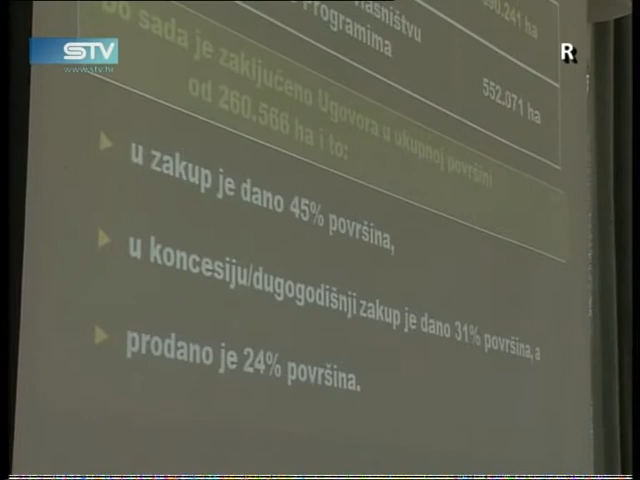 STV
www.stv.hr
R
Programima
552.071 ha
Do sada je zaključeno Ugovora u ukupnoj površini
od 260.566 ha i to:
u zakup je dano 45% površina,
u koncesiju/dugogodišnji zakup je dano 31% površina, a
prodano je 24% površina.